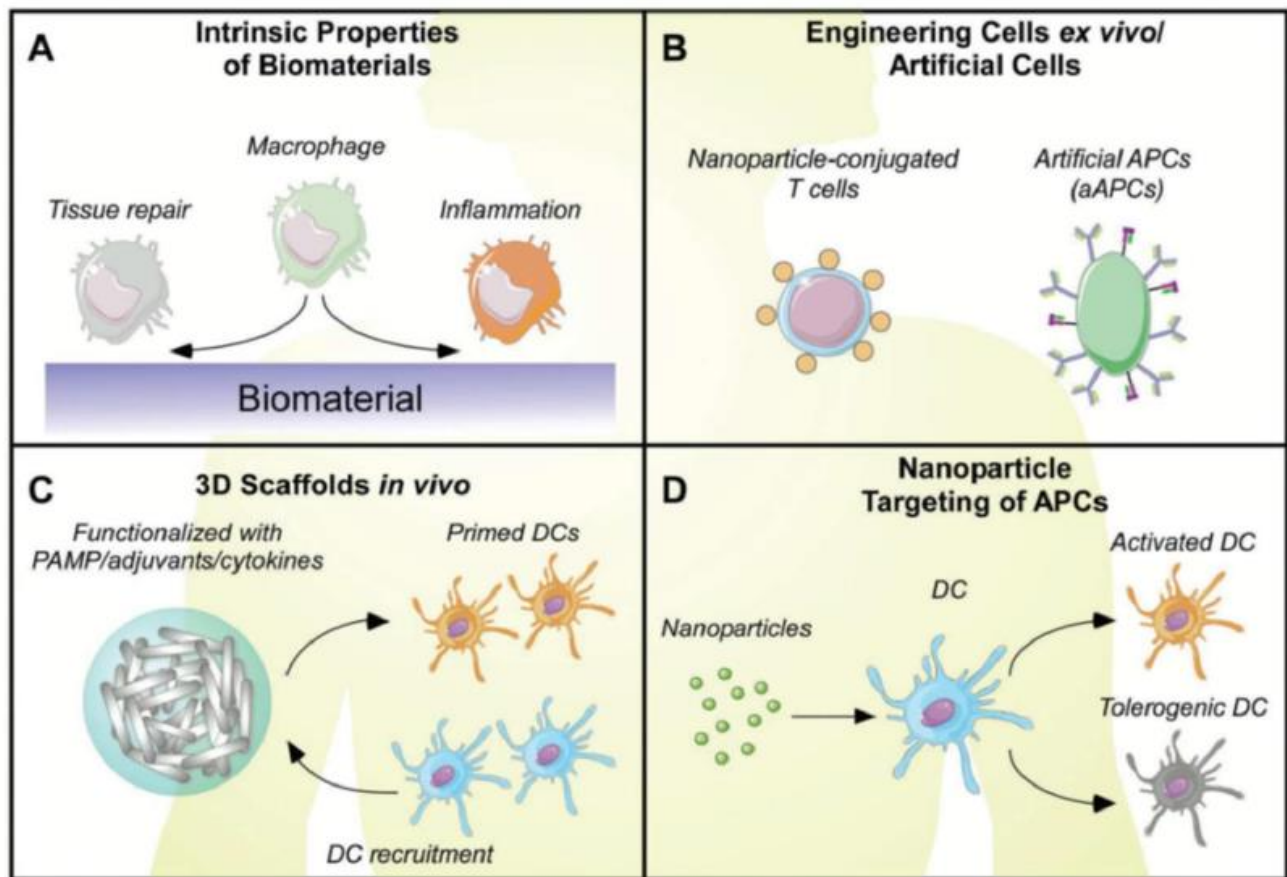 A
Intrinsic Properties
of Biomaterials
Macrophage
Tissue repair
Inflammation
Biomaterial
B
Engineering Cells ex vivo/
Artificial Cells
Nanoparticle-conjugated
T cells
Artificial APCs
(aAPCs)
C
3D Scaffolds in vivo
Functionalized with
PAMP/adjuvants/cytokines
Primed DCs
DC recruitment
D
Nanoparticle
Targeting of APCs
Activated DC
DC
Nanoparticles
Tolerogenic DC